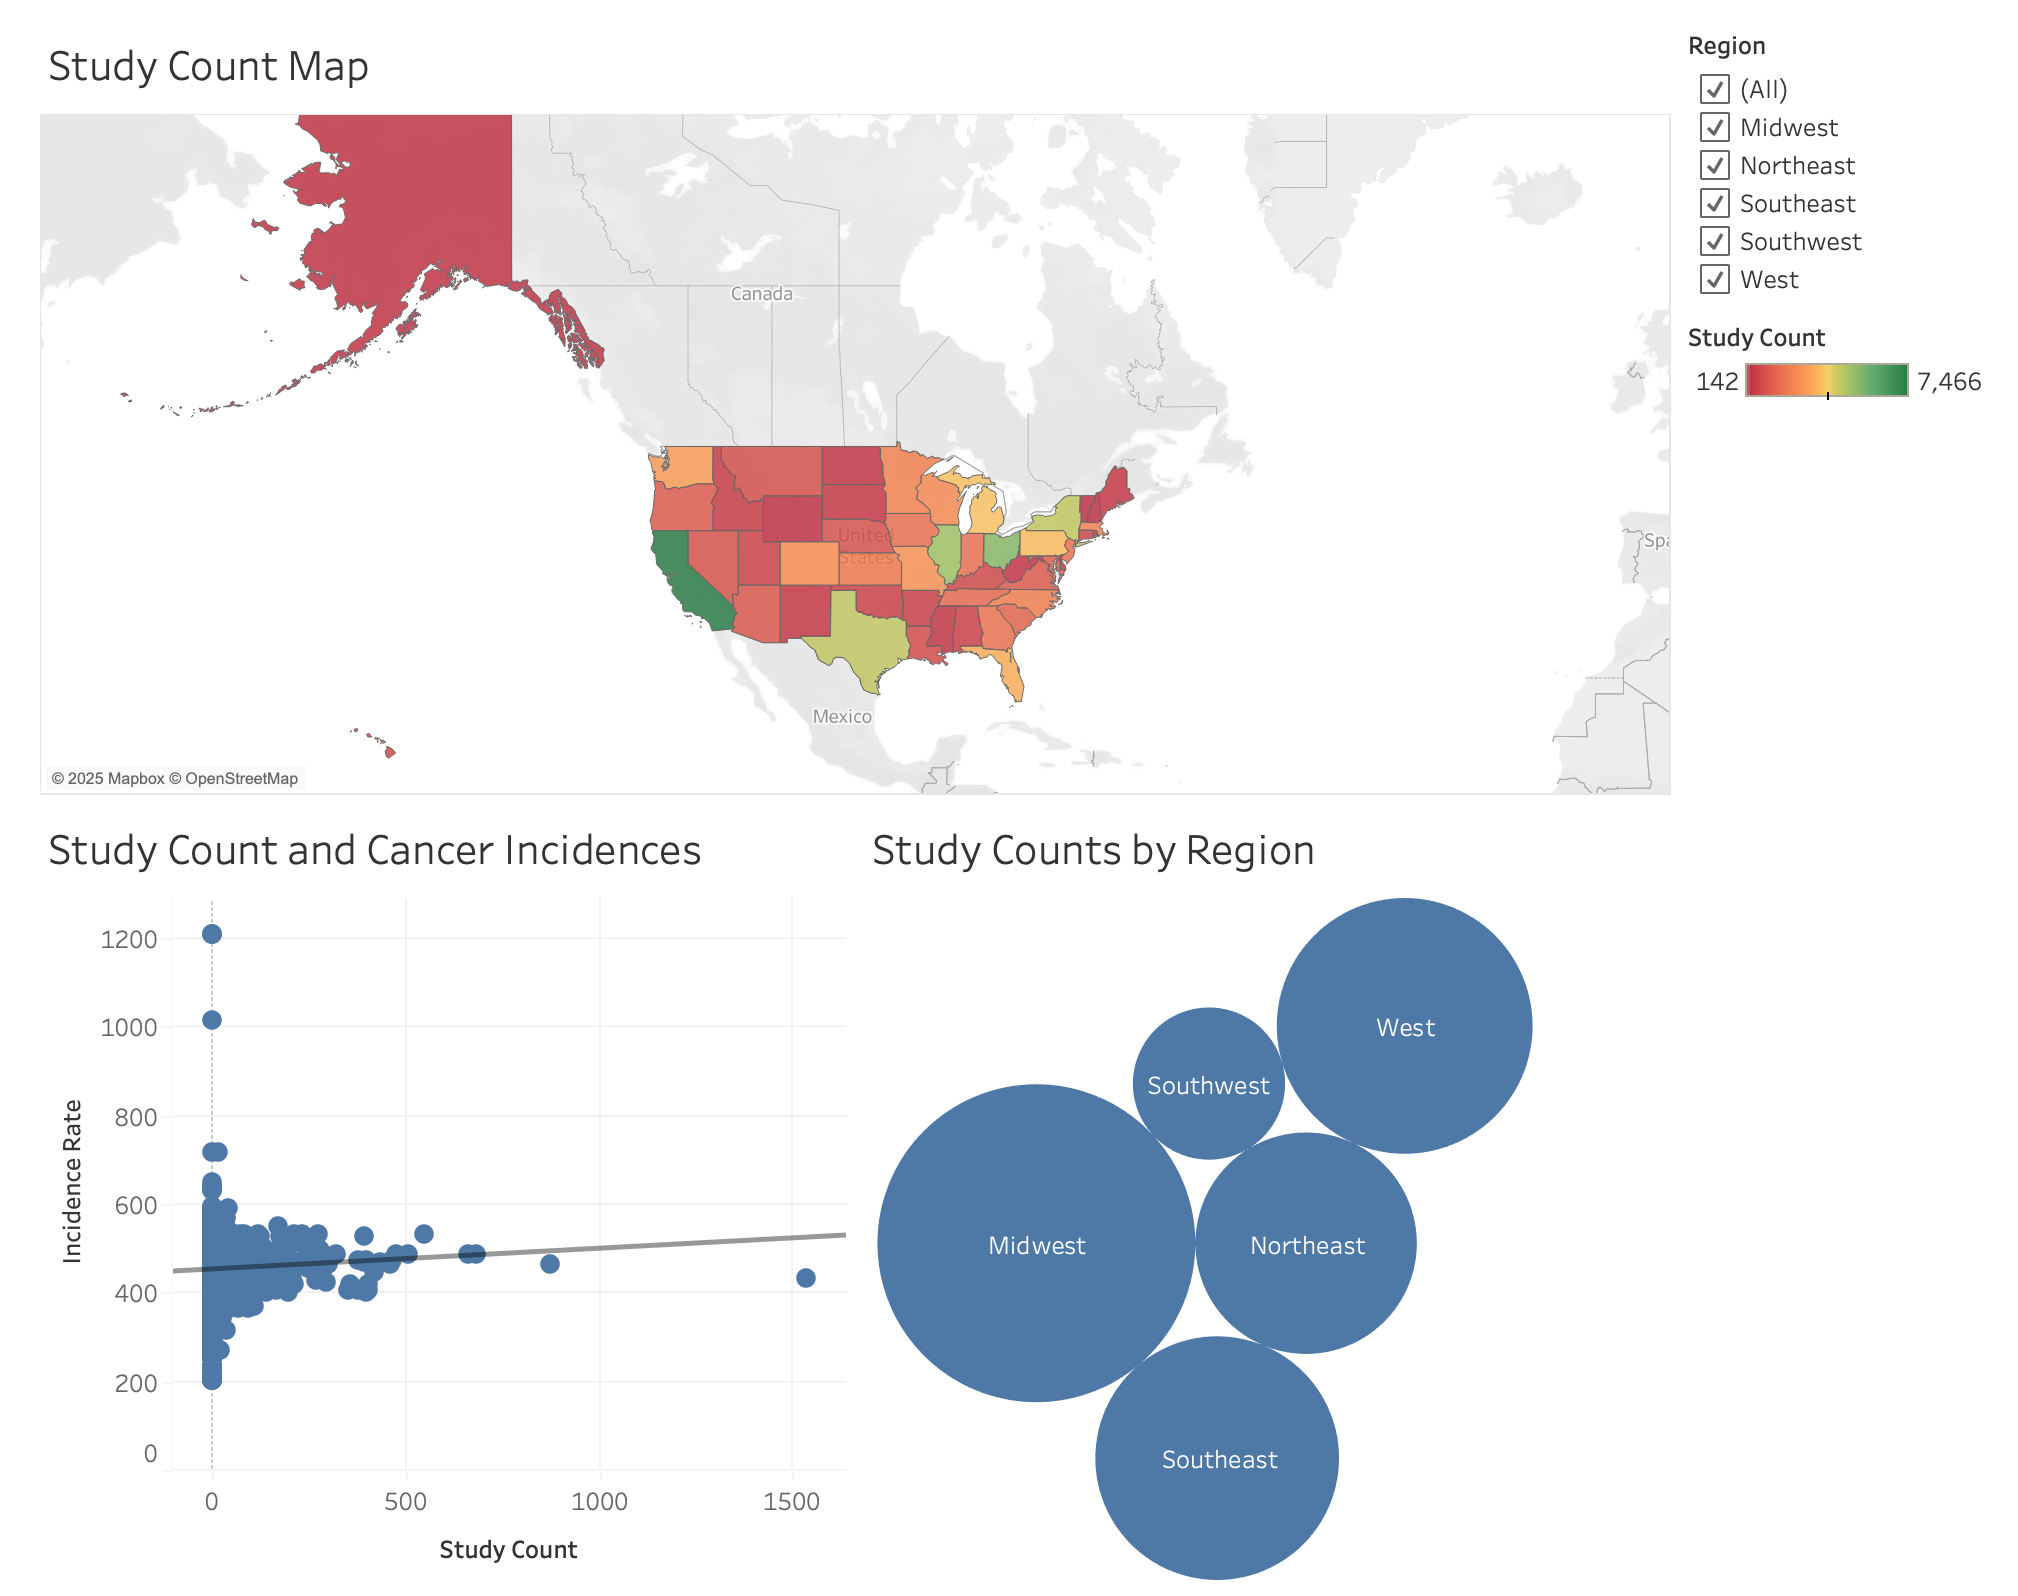 Study Count Map
Region
(All)
Midwest
Northeast
Southeast
Southwest
West
Study Count
142
7,466
Canada
United
States
Mexico
Spa
© 2025 Mapbox © OpenStreetMap
Study Count and Cancer Incidences
1200
1000
800
600
400
200
0
Incidence Rate
0
500
1000
1500
Study Count
Study Counts by Region
West
Southwest
Midwest
Northeast
Southeast